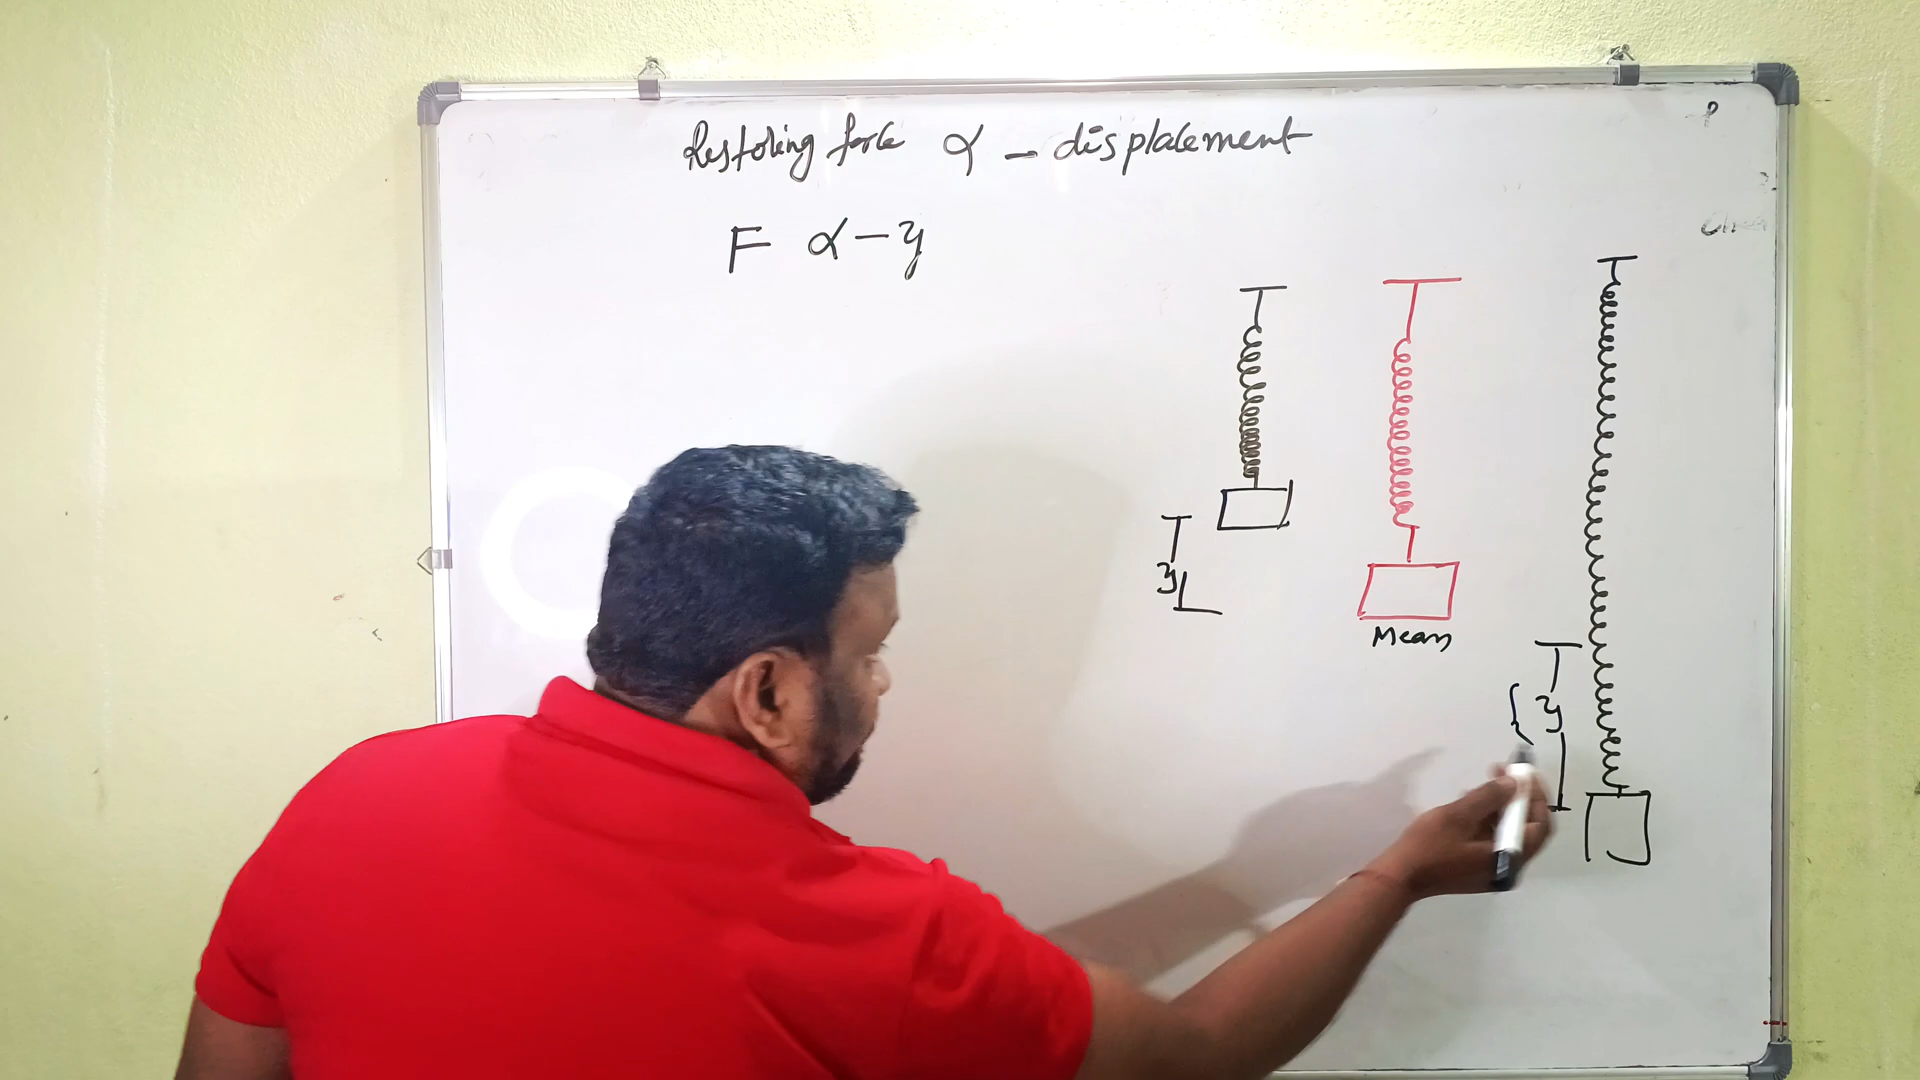 Restoring force ∝ - displacement
F ∝ - y
y
Mean
y